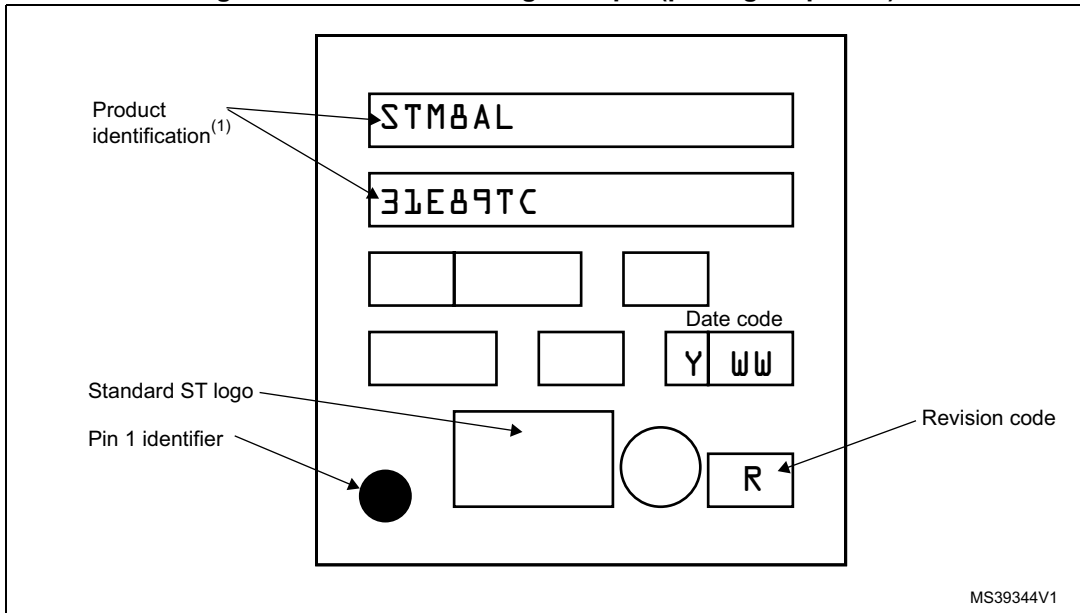 Product
identification(1)
STM8AL
31E89TC
Date code
Y WW
Standard ST logo
Pin 1 identifier
Revision code
R
MS39344V1